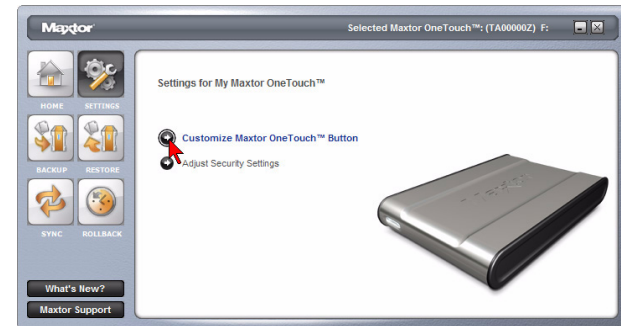 Maxtor
Selected Maxtor OneTouch™: (TA00000Z) F:
HOME SETTINGS
BACKUP RESTORE
SYNC ROLLBACK
What's New?
Maxtor Support
Settings for My Maxtor OneTouch™
Customize Maxtor OneTouch™ Button
Adjust Security Settings
MAXTOR